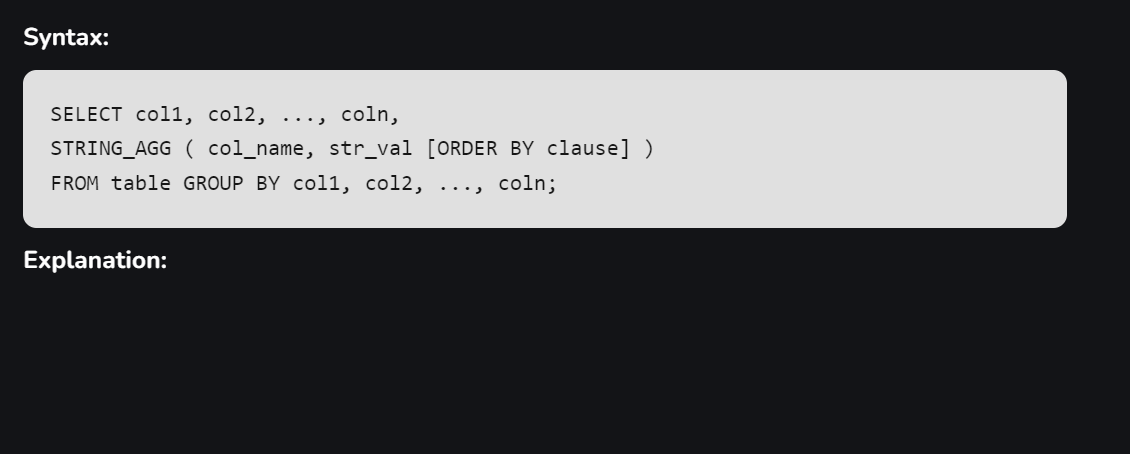 Syntax:
SELECT col1, col2, ..., coln,
STRING_AGG ( col_name, str_val [ORDER BY clause] )
FROM table GROUP BY col1, col2, ..., coln;
Explanation: